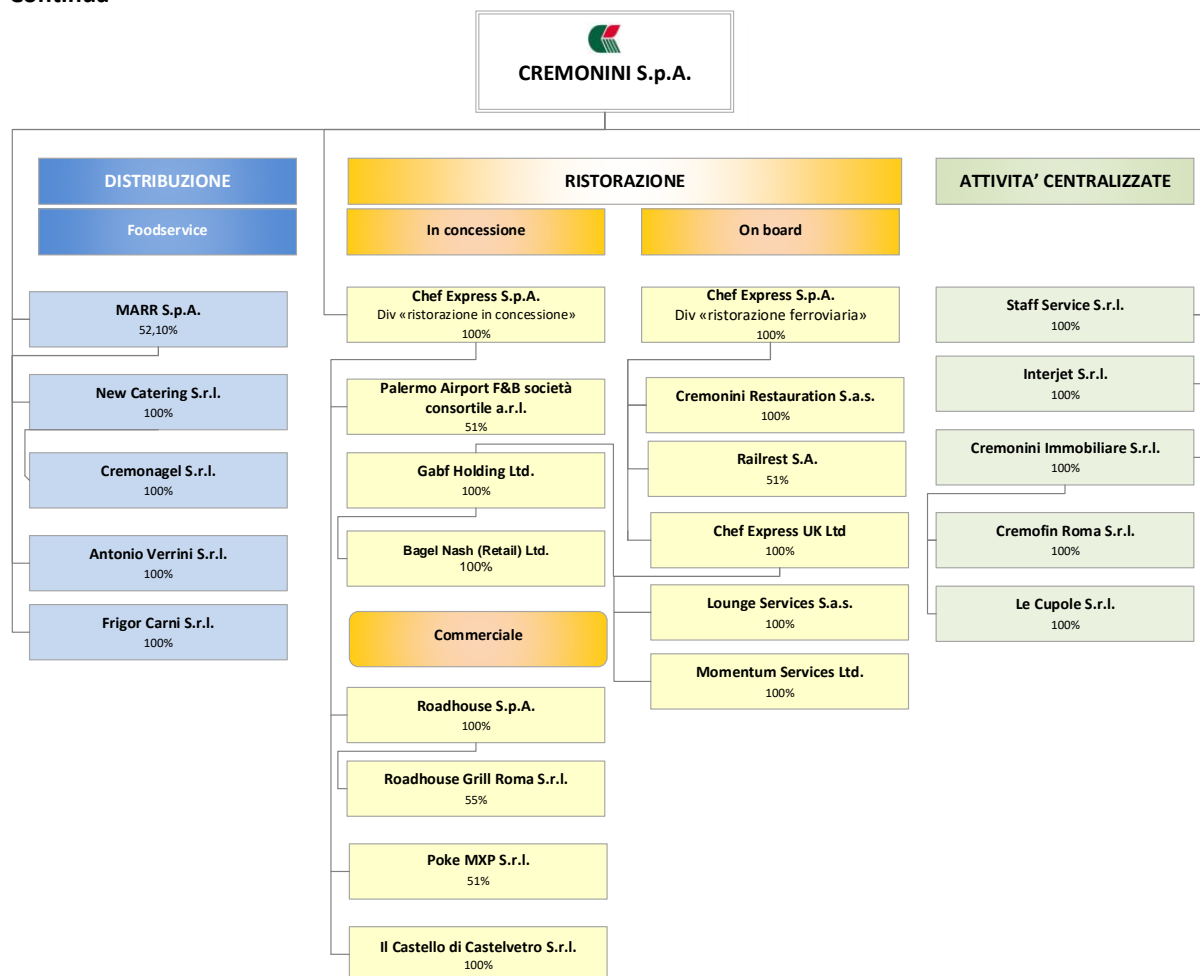 Continua
CREMONINI S.p.A.
DISTRIBUZIONE
Foodservice
MARR S.p.A.
52,10%
New Catering S.r.l.
100%
Cremonagel S.r.l.
100%
Antonio Verrini S.r.l.
100%
Frigor Carni S.r.l.
100%
RISTORAZIONE
In concessione
Chef Express S.p.A.
Div «ristorazione in concessione»
100%
Palermo Airport F&B società
consortile a.r.l.
51%
Gabf Holding Ltd.
100%
Bagel Nash (Retail) Ltd.
100%
Commerciale
Roadhouse S.p.A.
100%
Roadhouse Grill Roma S.r.l.
55%
Poke MXP S.r.l.
51%
Il Castello di Castelvetro S.r.l.
100%
On board
Chef Express S.p.A.
Div «ristorazione ferroviaria»
100%
Cremonini Restauration S.a.s.
100%
Railrest S.A.
51%
Chef Express UK Ltd
100%
Lounge Services S.a.s.
100%
Momentum Services Ltd.
100%
ATTIVITA’ CENTRALIZZATE
Staff Service S.r.l.
100%
Interjet S.r.l.
100%
Cremonini Immobiliare S.r.l.
100%
Cremofin Roma S.r.l.
100%
Le Cupole S.r.l.
100%